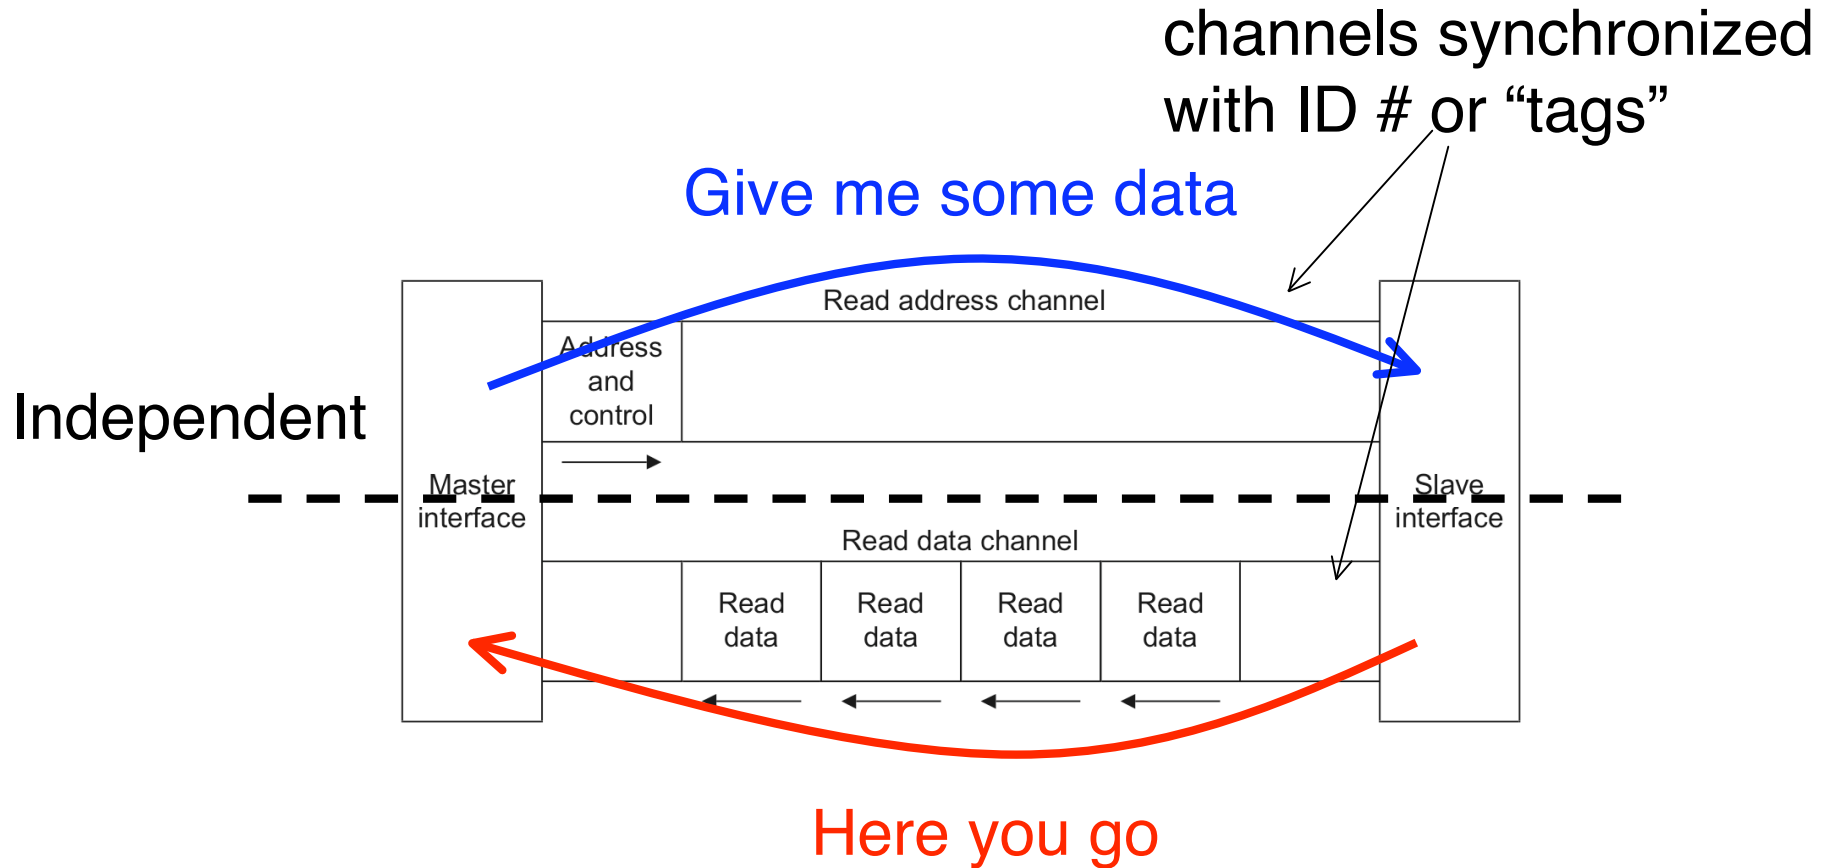 channels synchronized
with ID # or “tags”
Give me some data
Read address channel
Address
and
control
Independent
Master
interface
Slave
interface
Read data channel
Read
data
Read
data
Read
data
Read
data
Here you go